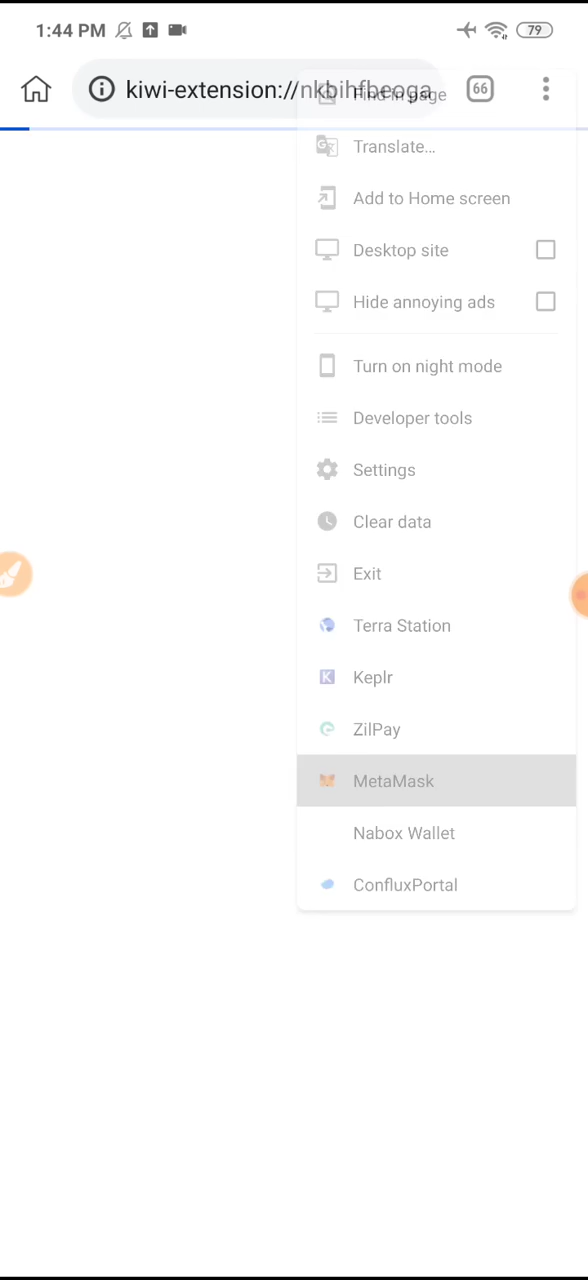 1:44 PM
79
kiwi-extension://nkbihfbeoga
66
Find in page
Translate...
Add to Home screen
Desktop site
Hide annoying ads
Turn on night mode
Developer tools
Settings
Clear data
Exit
Terra Station
Keplr
ZilPay
MetaMask
Nabox Wallet
ConfluxPortal